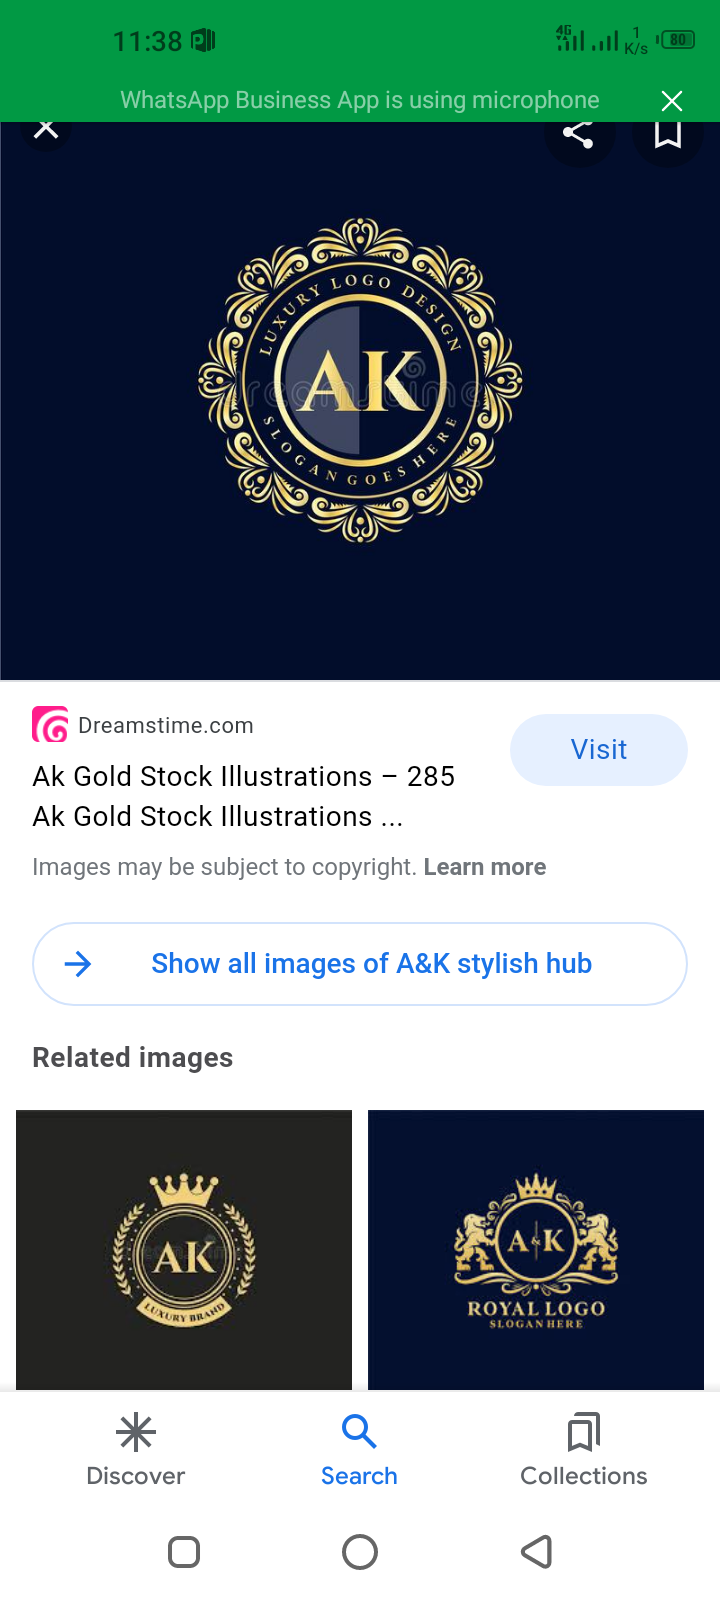 11:38
4G
1
K/s
80
WhatsApp Business App is using microphone
LUXURY LOGO DESIGN
AK
dreamstime
SLOGAN GOES HERE
Dreamstime.com
Visit
Ak Gold Stock Illustrations – 285
Ak Gold Stock Illustrations ...
Images may be subject to copyright. Learn more
Show all images of A&K stylish hub
Related images
AK
LUXURY BRAND
A&K
ROYAL LOGO
SLOGAN HERE
Discover
Search
Collections